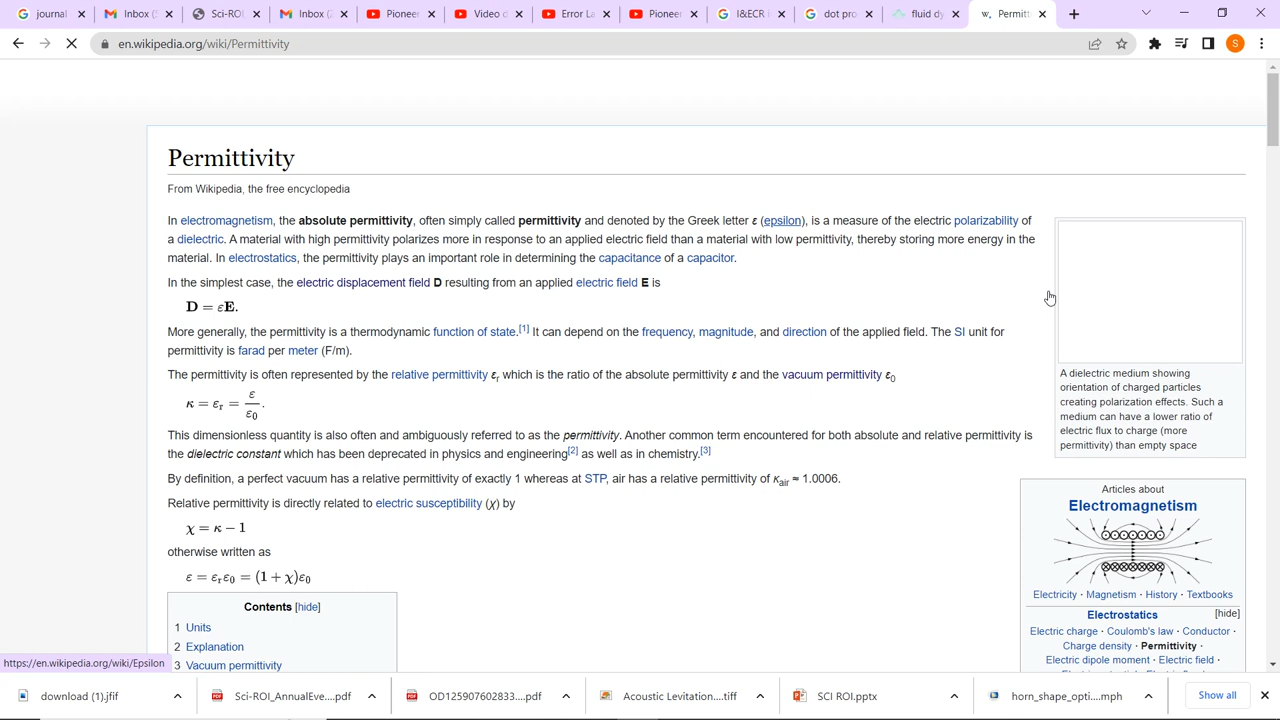 journal
Inbox (
Sci-ROI
Inbox (2
Pioneer
Video d
Error La
Pioneer
I&ECR
dot pro
fluid dy
Permitti
en.wikipedia.org/wiki/Permittivity
S
Permittivity
From Wikipedia, the free encyclopedia
In electromagnetism, the absolute permittivity, often simply called permittivity and denoted by the Greek letter ε (epsilon), is a measure of the electric polarizability of
a dielectric. A material with high permittivity polarizes more in response to an applied electric field than a material with low permittivity, thereby storing more energy in the
material. In electrostatics, the permittivity plays an important role in determining the capacitance of a capacitor.
In the simplest case, the electric displacement field D resulting from an applied electric field E is
D = εE.
More generally, the permittivity is a thermodynamic function of state.[1] It can depend on the frequency, magnitude, and direction of the applied field. The SI unit for
permittivity is farad per meter (F/m).
The permittivity is often represented by the relative permittivity εr which is the ratio of the absolute permittivity ε and the vacuum permittivity ε0
κ = εr = ε/ε0.
This dimensionless quantity is also often and ambiguously referred to as the permittivity. Another common term encountered for both absolute and relative permittivity is
the dielectric constant which has been deprecated in physics and engineering[2] as well as in chemistry.[3]
By definition, a perfect vacuum has a relative permittivity of exactly 1 whereas at STP, air has a relative permittivity of κair ≈ 1.0006.
Relative permittivity is directly related to electric susceptibility (χ) by
χ = κ − 1
otherwise written as
ε = εrε0 = (1 + χ)ε0
Contents [hide]
1 Units
2 Explanation
3 Vacuum permittivity
A dielectric medium showing
orientation of charged particles
creating polarization effects. Such a
medium can have a lower ratio of
electric flux to charge (more
permittivity) than empty space
Articles about
Electromagnetism
Electricity · Magnetism · History · Textbooks
Electrostatics [hide]
Electric charge · Coulomb's law · Conductor ·
Charge density · Permittivity ·
Electric dipole moment · Electric field ·
https://en.wikipedia.org/wiki/Epsilon
download (1).jfif
Sci-ROI_AnnualEve....pdf
OD125907602833....pdf
Acoustic Levitation....tiff
SCI ROI.pptx
horn_shape_opti....mph
Show all